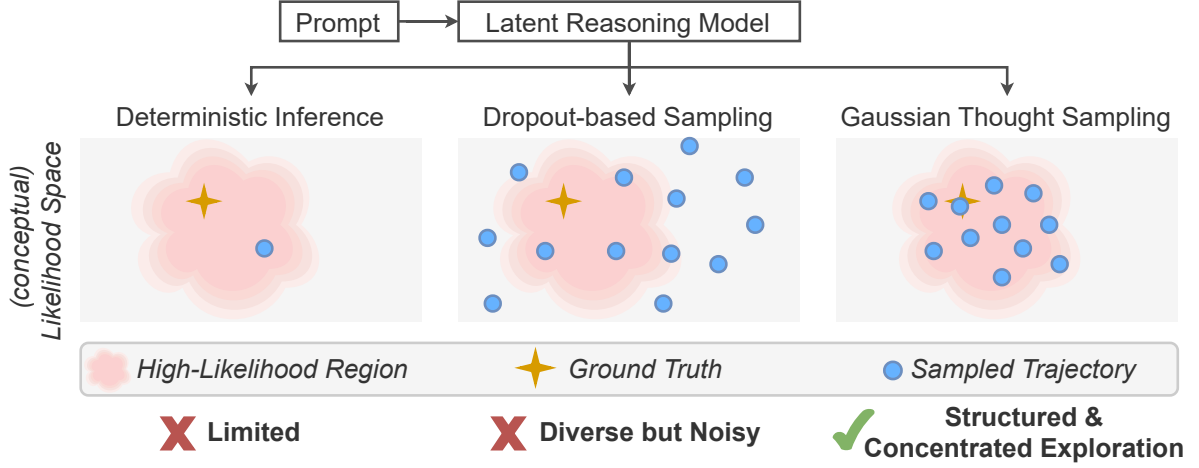 Prompt
Latent Reasoning Model
Deterministic Inference
Dropout-based Sampling
Gaussian Thought Sampling
(conceptual)
Likelihood Space
High-Likelihood Region
Ground Truth
Sampled Trajectory
Limited
Diverse but Noisy
Structured &
Concentrated Exploration